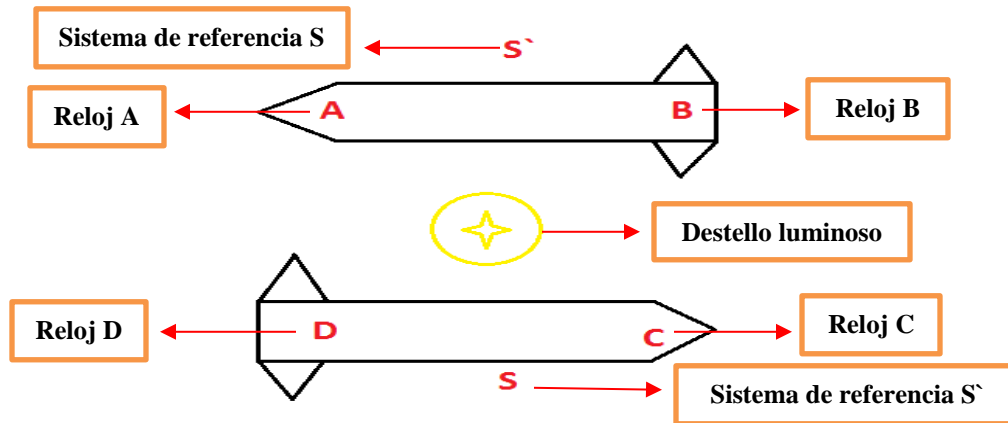 Sistema de referencia S
S`
Reloj A
A
B
Reloj B
Destello luminoso
Reloj D
D
C
Reloj C
S
Sistema de referencia S`